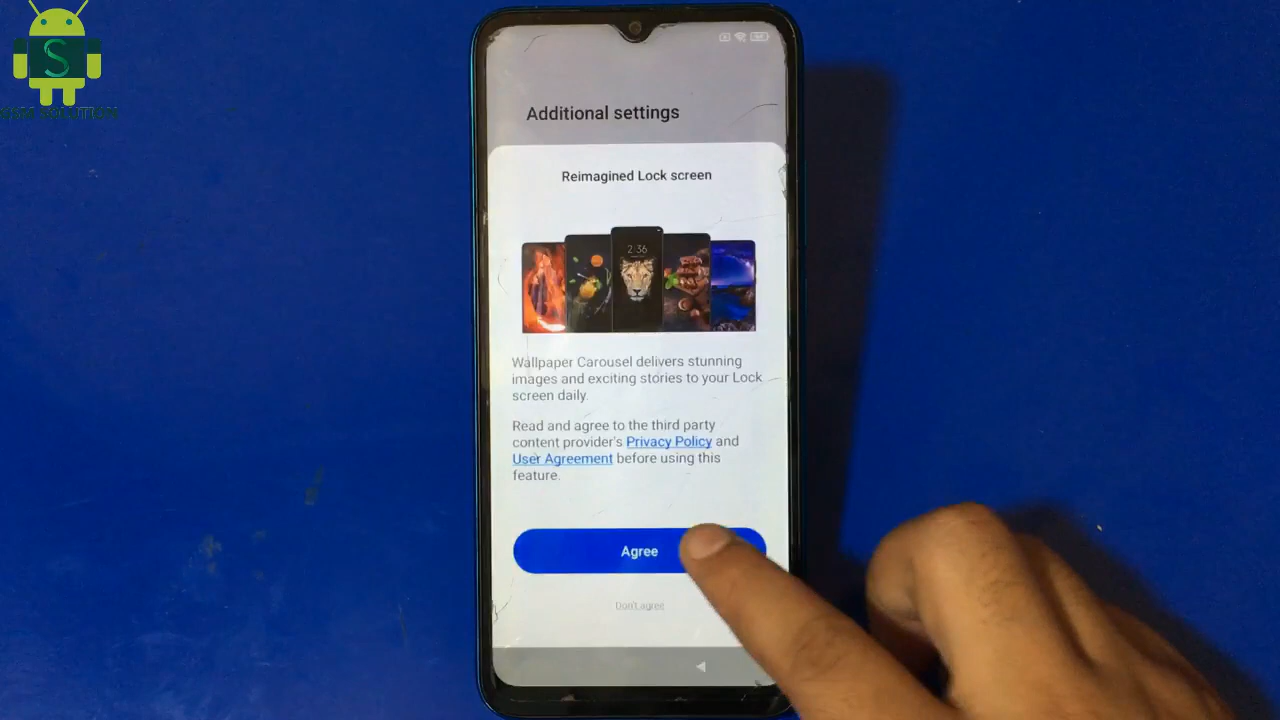 S
Additional settings
Reimagined Lock screen
2:36
Wallpaper Carousel delivers stunning
images and exciting stories to your Lock
screen daily.
Read and agree to the third party
content provider's Privacy Policy and
User Agreement before using this
feature.
Agree
Don't agree